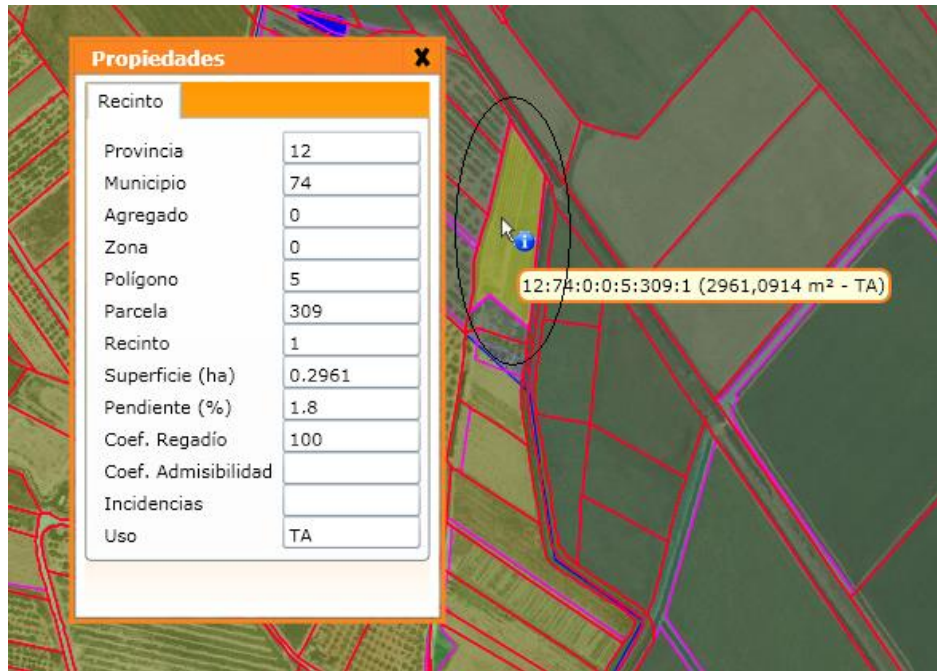 Propiedades X
Recinto
Provincia 12
Municipio 74
Agregado 0
Zona 0
Polígono 5
Parcela 309
Recinto 1
Superficie (ha) 0.2961
Pendiente (%) 1.8
Coef. Regadío 100
Coef. Admisibilidad
Incidencias
Uso TA
i
12:74:0:0:5:309:1 (2961,0914 m² - TA)